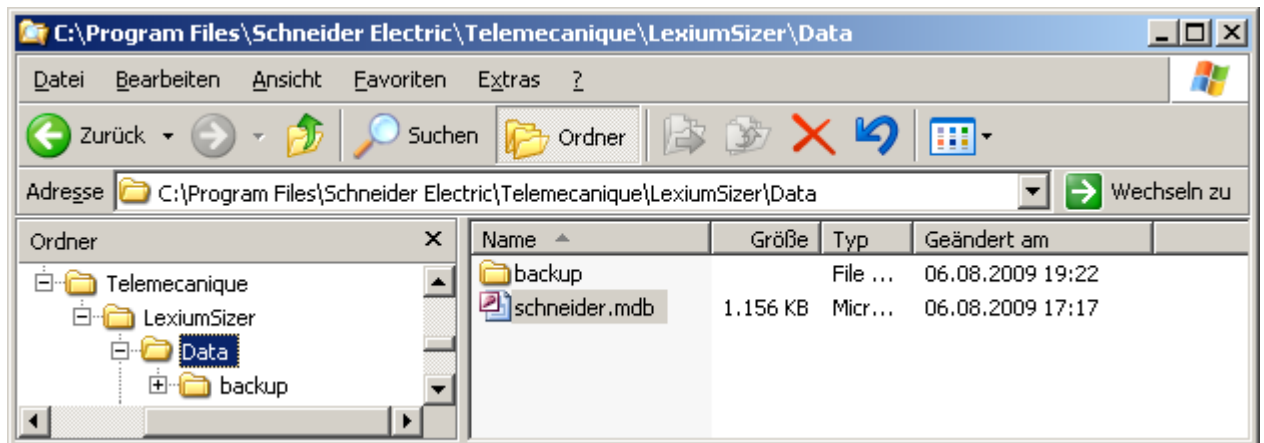 C:\Program Files\Schneider Electric\Telemecanique\LexiumSizer\Data
Datei Bearbeiten Ansicht Favoriten Extras ?
Zurück Suchen Ordner
Adresse C:\Program Files\Schneider Electric\Telemecanique\LexiumSizer\Data Wechseln zu
Ordner
Telemecanique
LexiumSizer
Data
backup
Name Größe Typ Geändert am
backup File ... 06.08.2009 19:22
schneider.mdb 1.156 KB Micr... 06.08.2009 17:17